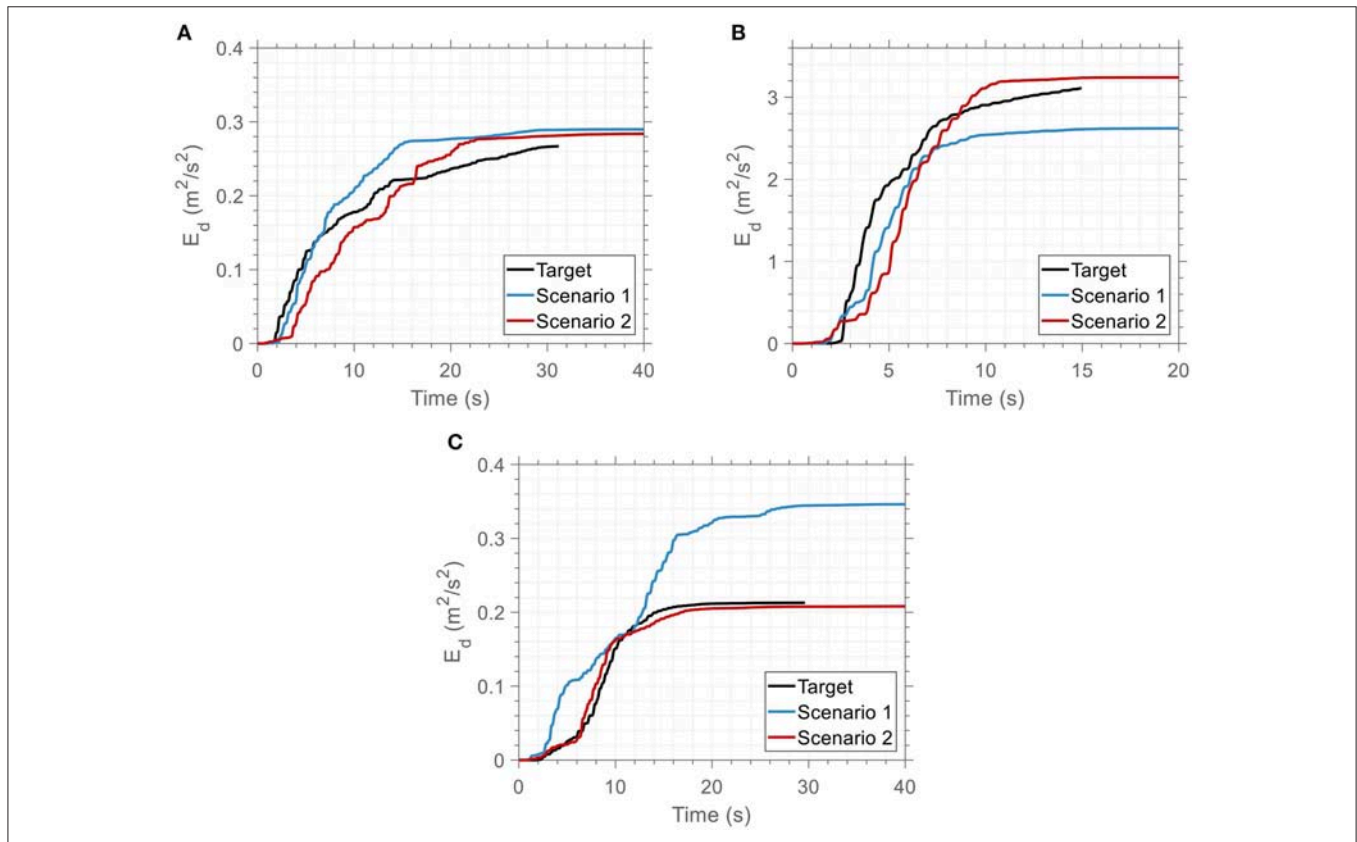 A
E_d (m^2/s^2)
0.4
0.3
0.2
0.1
0
0 10 20 30 40
Time (s)
Target
Scenario 1
Scenario 2
B
E_d (m^2/s^2)
3
2
1
0
0 5 10 15 20
Time (s)
Target
Scenario 1
Scenario 2
C
E_d (m^2/s^2)
0.4
0.3
0.2
0.1
0
0 10 20 30 40
Time (s)
Target
Scenario 1
Scenario 2